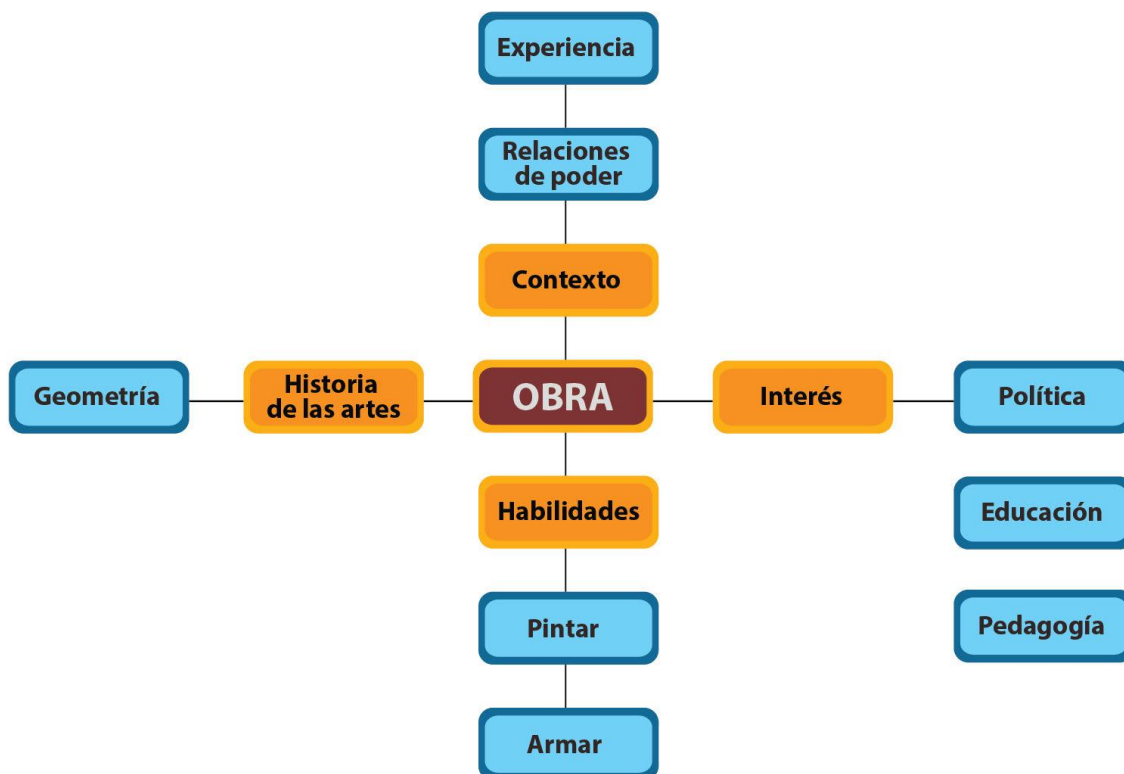 Experiencia
Relaciones
de poder
Contexto
Geometría
Historia
de las artes
OBRA
Interés
Política
Habilidades
Educación
Pintar
Pedagogía
Armar